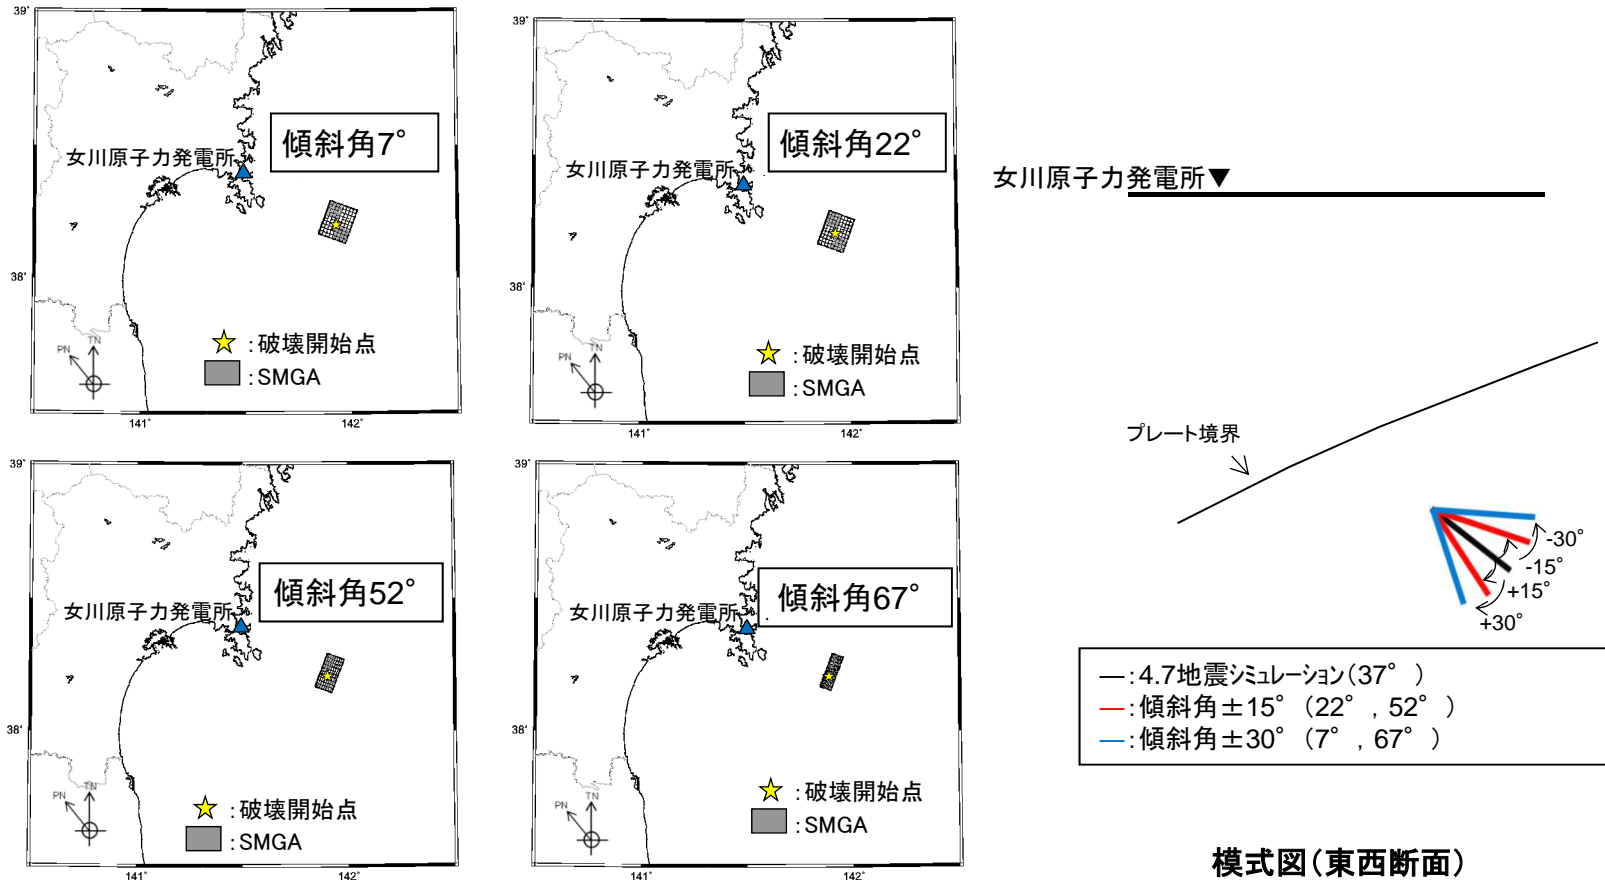 39°
女川原子力発電所
傾斜角7°
38°
PN
TN
☆:破壊開始点
:SMGA
141°
142°
39°
女川原子力発電所
傾斜角22°
38°
PN
TN
☆:破壊開始点
:SMGA
141°
142°
39°
女川原子力発電所
傾斜角52°
38°
PN
TN
☆:破壊開始点
:SMGA
141°
142°
女川原子力発電所
傾斜角67°
39°
38°
PN
TN
☆:破壊開始点
:SMGA
141°
142°
女川原子力発電所▼
プレート境界
-30°
-15°
+15°
+30°
―:4.7地震シミュレーション(37°)
―:傾斜角±15°(22°,52°)
―:傾斜角±30°(7°,67°)
模式図(東西断面)